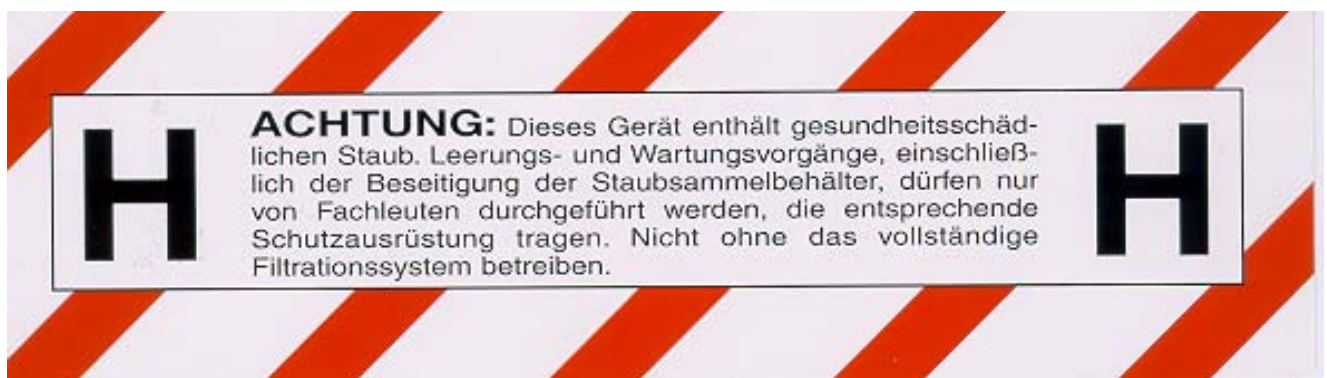 H
ACHTUNG: Dieses Gerät enthält gesundheitsschäd-
lichen Staub. Leerungs- und Wartungsvorgänge, einschließ-
lich der Beseitigung der Staubsammelbehälter, dürfen nur
von Fachleuten durchgeführt werden, die entsprechende
Schutzausrüstung tragen. Nicht ohne das vollständige
Filtrationssystem betreiben.
H